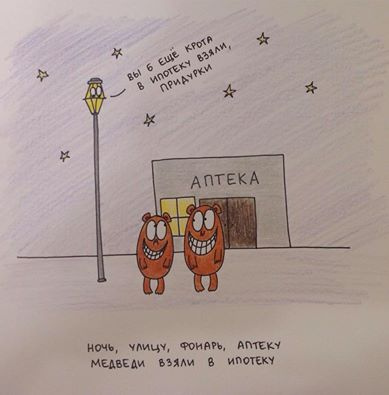 ВЫ Б ЕЩЁ КРОТА
В ИПОТЕКУ ВЗЯЛИ,
ПРИДУРКИ
АПТЕКА
НОЧЬ, УЛИЦУ, ФОНАРЬ, АПТЕКУ
МЕДВЕДИ ВЗЯЛИ В ИПОТЕКУ